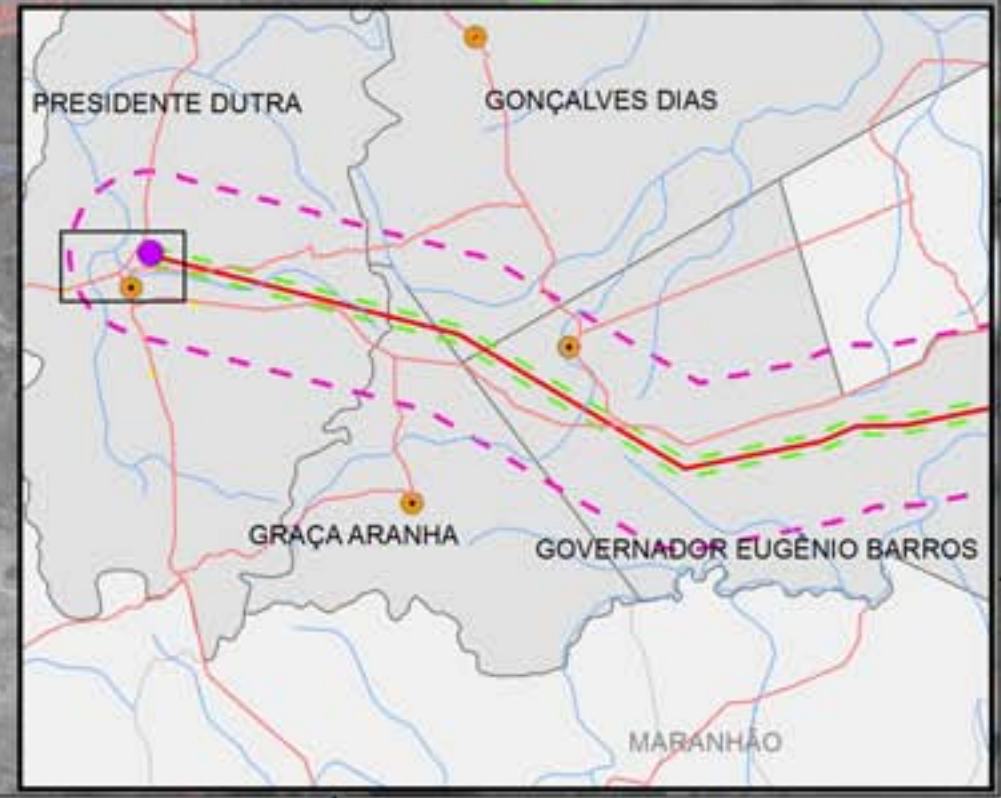 PRESIDENTE DUTRA
GONÇALVES DIAS
GRAÇA ARANHA
GOVERNADOR EUGÊNIO BARROS
MARANHÃO